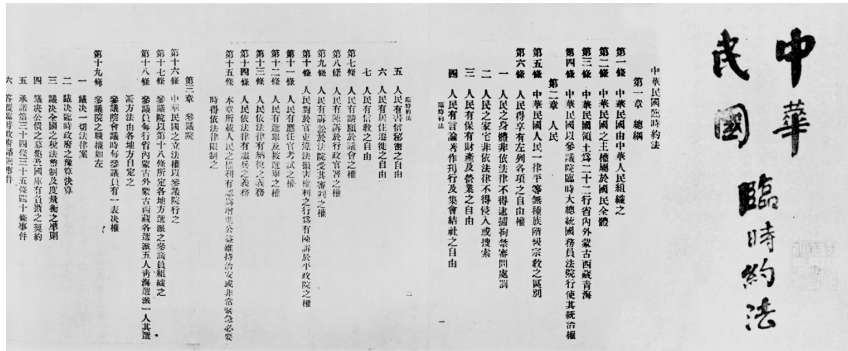 中華民國
臨時約法
中華民國臨時約法
第一章 總綱
第一條 中華民國由中華人民組織之
第二條 中華民國之主權屬於國民全體
第三條 中華民國領土爲二十二行省內外蒙古西藏青海
第四條 中華民國以參議院臨時大總統國務員法院行使其統治權
第二章 人民
第五條 中華民國人民一律平等無種族階級宗教之區別
第六條 人民得享有左列各項之自由權
一 人民之身體非依法律不得逮捕拘禁審問處罰
二 人民之家宅非依法律不得侵入或搜索
三 人民有保有財產及營業之自由
四 人民有言論著作刊行及集會結社之自由
臨時約法
一
臨時約法
二
五 人民有書信秘密之自由
六 人民有居住遷徙之自由
七 人民有信教之自由
第七條 人民有請願於議會之權
第八條 人民有陳訴於行政官署之權
第九條 人民有訴訟於法院受其審判之權
第十條 人民對於官吏違法損害權利之行爲有陳訴於平政院之權
第十一條 人民有應任官考試之權
第十二條 人民有選舉及被選舉之權
第十三條 人民依法律有納稅之義務
第十四條 人民依法律有服兵之義務
第十五條 本章所載人民之權利有認爲增進公益維持治安或非常緊急必要
時得依法律限制之
第三章 參議院
第十六條 中華民國之立法權以參議院行之
第十七條 參議院以第十八條所定各地方選派之參議員組織之
第十八條 參議員每行省內蒙古外蒙古西藏各選派五人青海選派一人其選
派方法由各地方自定之
參議院會議時每參議員有一表決權
第十九條 參議院之職權如左
一 議決一切法律案
二 議決臨時政府之預算決算
三 議決全國之稅法幣制及度量衡之準則
四 議決公債之募集及國庫有負擔之契約
五 承諾第三十四條三十五條四十條事件
六 答覆臨時政府諮詢事件